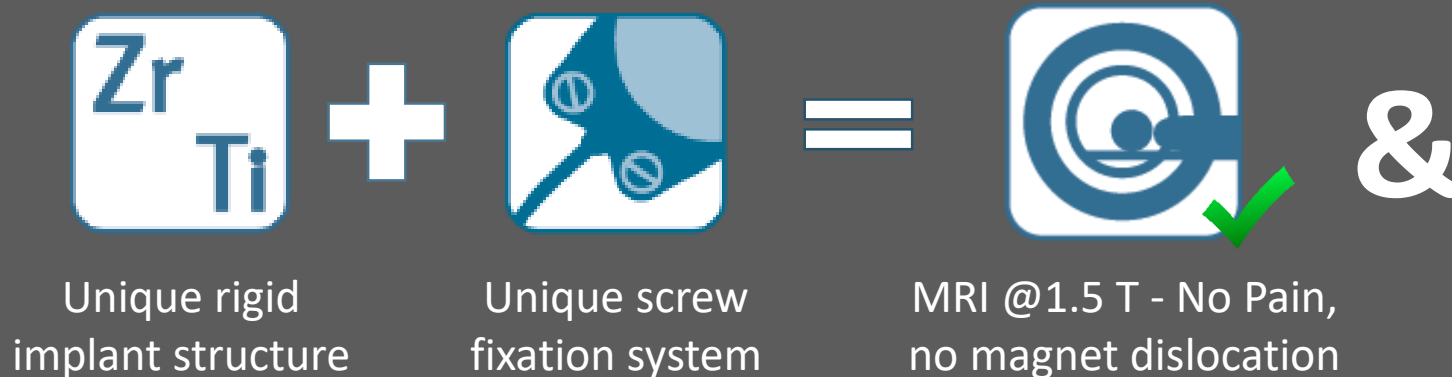 Zr
Ti
&
Unique rigid
implant structure
Unique screw
fixation system
MRI @1.5 T - No Pain,
no magnet dislocation